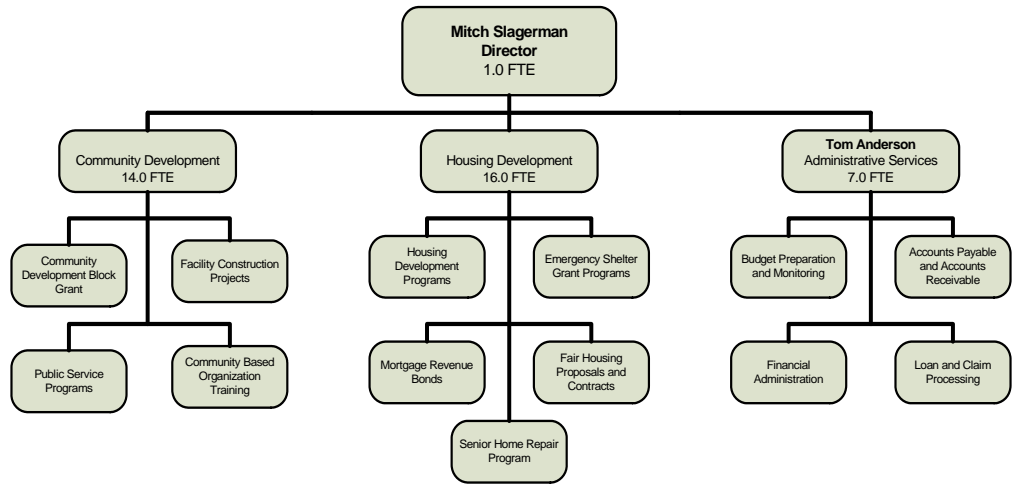 Mitch Slagerman
Director
1.0 FTE
Community Development
14.0 FTE
Housing Development
16.0 FTE
Tom Anderson
Administrative Services
7.0 FTE
Community
Development Block
Grant
Facility Construction
Projects
Housing
Development
Programs
Emergency Shelter
Grant Programs
Budget Preparation
and Monitoring
Accounts Payable
and Accounts
Receivable
Public Service
Programs
Community Based
Organization
Training
Mortgage Revenue
Bonds
Fair Housing
Proposals and
Contracts
Financial
Administration
Loan and Claim
Processing
Senior Home Repair
Program